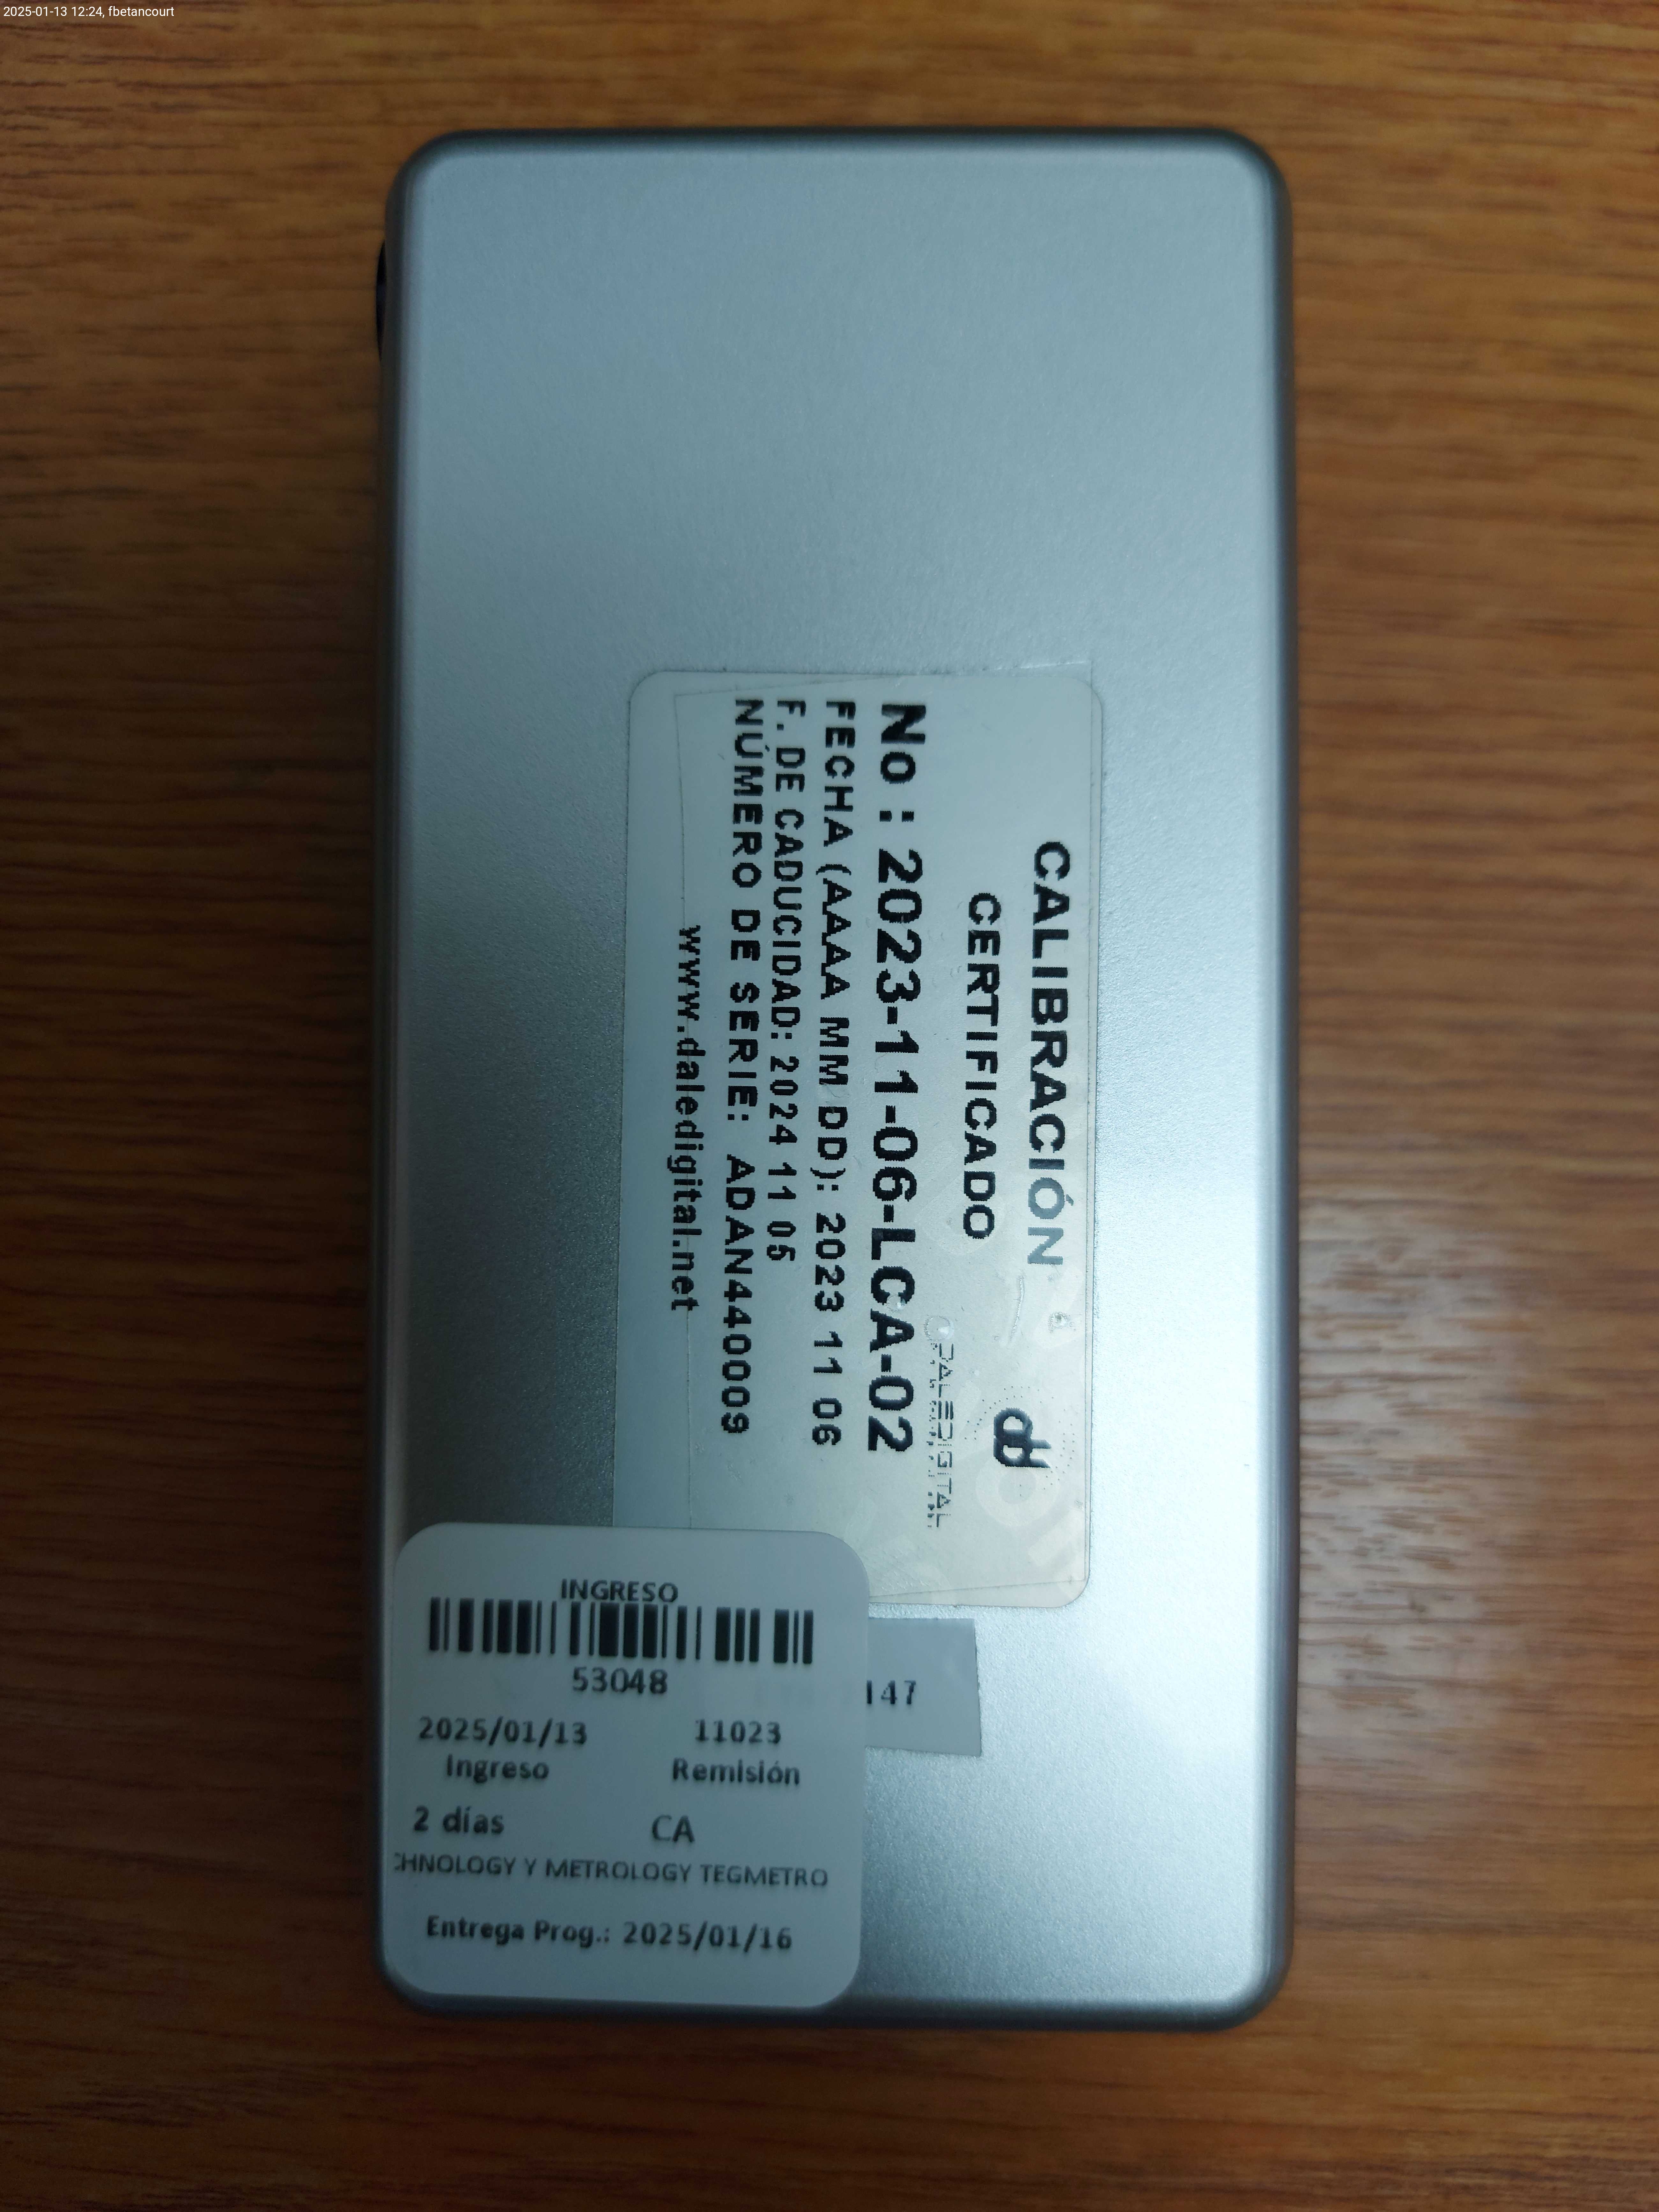 2025-01-13 12:24, fbetancourt
CALIBRACIÓN
CERTIFICADO
db
DALEDIGITAL
No : 2023-11-06-LCA-02
FECHA (AAAA MM DD): 2023 11 06
F. DE CADUCIDAD: 2024 11 05
NÚMERO DE SERIE: ADAN440009
www.daledigital.net
INGRESO
53048
2025/01/13 11023
Ingreso Remisión
2 días CA
CHNOLOGY Y METROLOGY TEGMETRO
Entrega Prog.: 2025/01/16
147